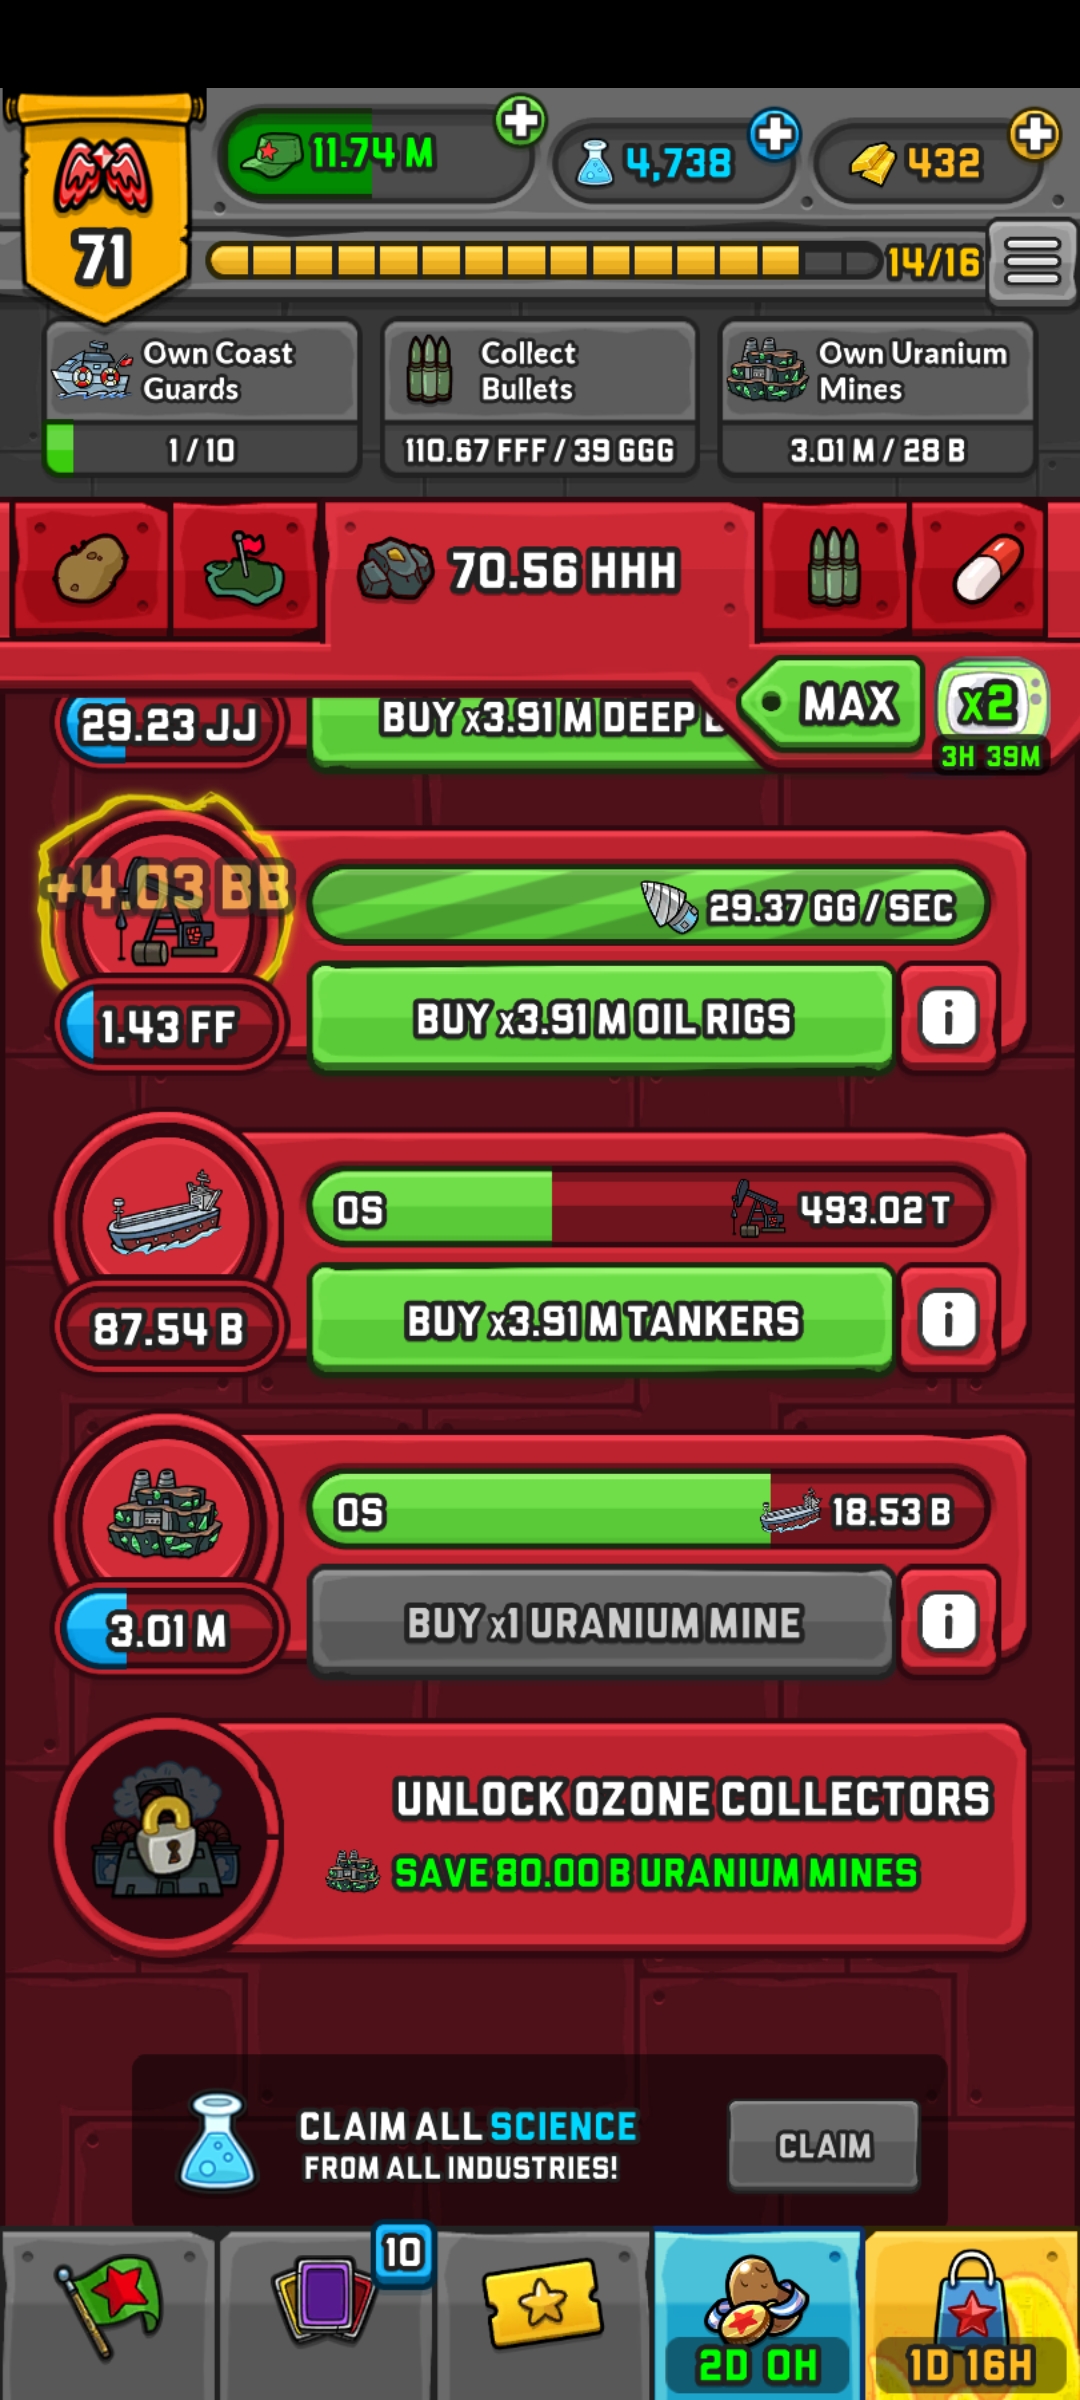 71
11.74 M
4,738
432
14/16
Own Coast
Guards
1 / 10
Collect
Bullets
110.67 FFF / 39 GGG
Own Uranium
Mines
3.01 M / 28 B
70.56 HHH
MAX
x2
3H 39M
29.23 JJ
BUY x3.91 M DEEP
+4.03 BB
29.37 GG / SEC
1.43 FF
BUY x3.91 M OIL RIGS
i
0S
493.02 T
87.54 B
BUY x3.91 M TANKERS
i
0S
18.53 B
3.01 M
BUY x1 URANIUM MINE
i
UNLOCK OZONE COLLECTORS
SAVE 80.00 B URANIUM MINES
CLAIM ALL SCIENCE
FROM ALL INDUSTRIES!
CLAIM
10
2D 0H
1D 16H